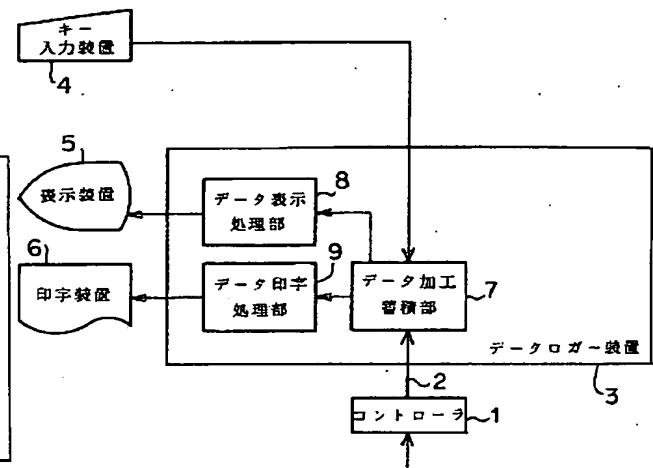 キー
入力装置
4
5
表示装置
データ表示
処理部
8
6
印字装置
データ印字
処理部
9
データ加工
蓄積部
7
データロガー装置
3
2
コントローラ
1